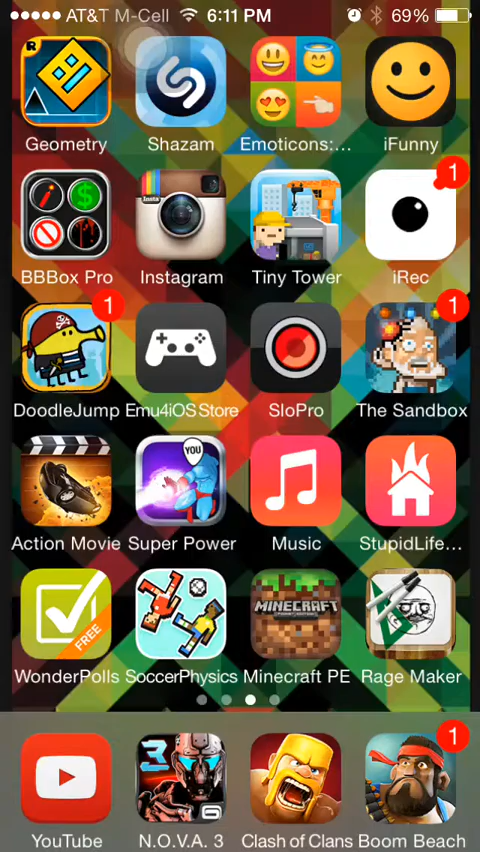 AT&T M-Cell 6:11 PM 69%
R
Geometry Shazam Emoticons:... iFunny
1
Insta
BBBox Pro Instagram Tiny Tower iRec
1 1
DoodleJump Emu4iOSStore SloPro The Sandbox
YOU
Action Movie Super Power Music StupidLife...
FREE
MINECRAFT
WonderPolls SoccerPhysics Minecraft PE Rage Maker
3
1
YouTube N.O.V.A. 3 Clash of Clans Boom Beach